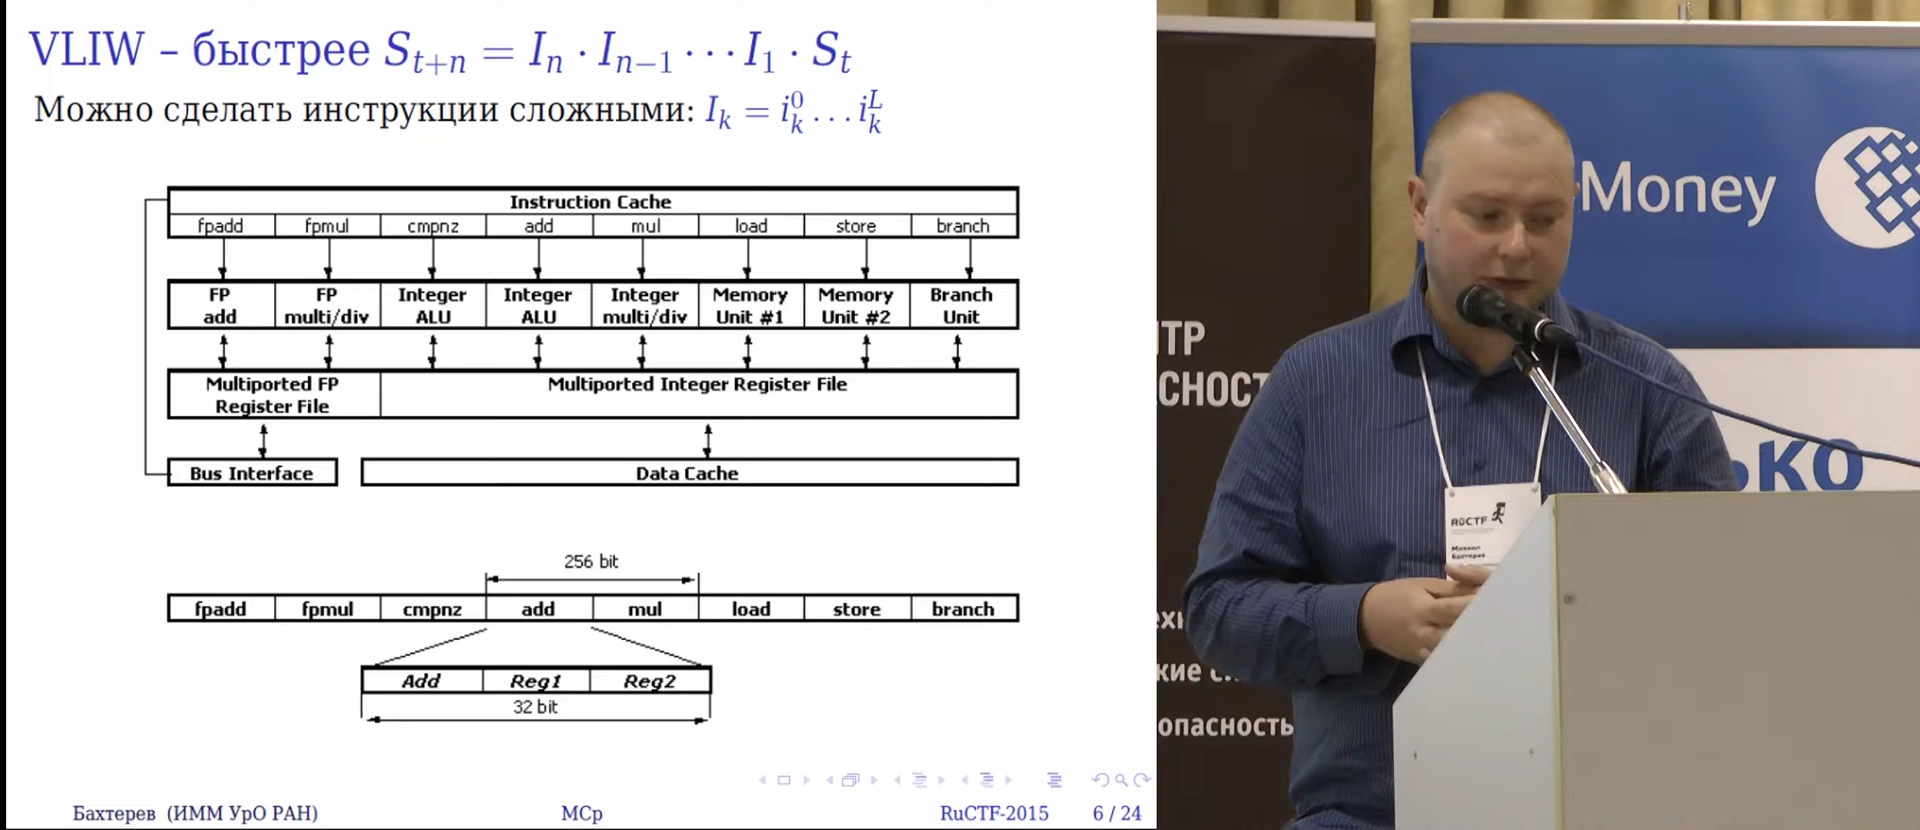 VLIW – быстрее S_{t+n} = I_n · I_{n−1} ··· I_1 · S_t
Можно сделать инструкции сложными: I_k = i_k^0 … i_k^L
Instruction Cache
fpadd fpmul cmpnz add mul load store branch
FP add
FP multi/div
Integer ALU
Integer ALU
Integer multi/div
Memory Unit #1
Memory Unit #2
Branch Unit
Multiported FP Register File
Multiported Integer Register File
Bus Interface
Data Cache
256 bit
fpadd fpmul cmpnz add mul load store branch
Add Reg1 Reg2
32 bit
Бахтерев (ИММ УрО РАН) МСр RuCTF-2015 6 / 24
Money
ТР
СНОСТ
ько
ехн
кие с
опасность
RUCTF
Михаил
Бахтерев